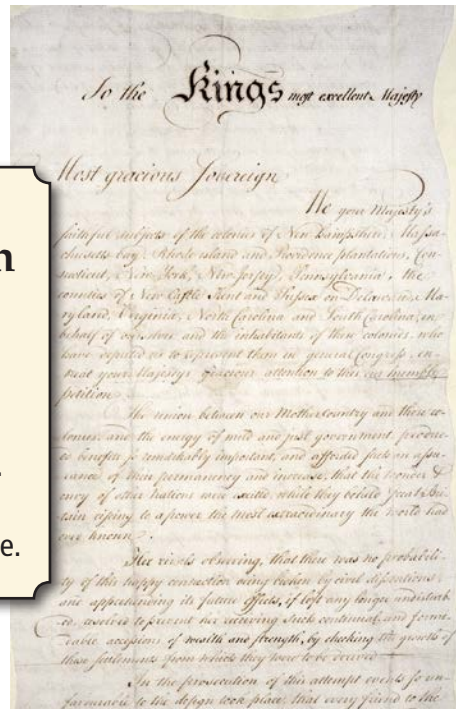 To the Kings most excellent Majesty
Most gracious Sovereign
We your Majesty's
faithful subjects of the colonies of New Hampshire, Massa-
chusetts bay, Rhode island and Providence plantations, Con-
necticut, New York, New Jersey, Pennsylvania, the
counties of New Castle Kent and Sussex on Delaware, Ma-
ryland, Virginia, North Carolina and South Carolina, in
behalf of ourselves and the inhabitants of these colonies, who
have deputed us to represent them in general Congress, en-
treat your Majestys gracious attention to this our humble
petition.
The union between our Mother Country and these co-
lonies, and the energy of mild and just government, produc-
ed benefits so remarkably important, and afforded such an assu-
rance of their permanency and increase, that the wonder &
envy of other Nations were excited, while they beheld Great Bri-
tain riseing to a power the most extraordinary the world had
ever known.
Her rivals observing, that there was no probabili-
ty of this happy connection being broken by civil dissentions,
and apprehending its future effects, if left any longer undisturb-
ed, resolved to prevent her receiving such continual and formi-
dable accessions of wealth and strength, by checking the growth of
these settlements from which they were to be derived.
In the prosecution of this attempt events so un-
favourable to the design took place, that every friend to the
n
e.